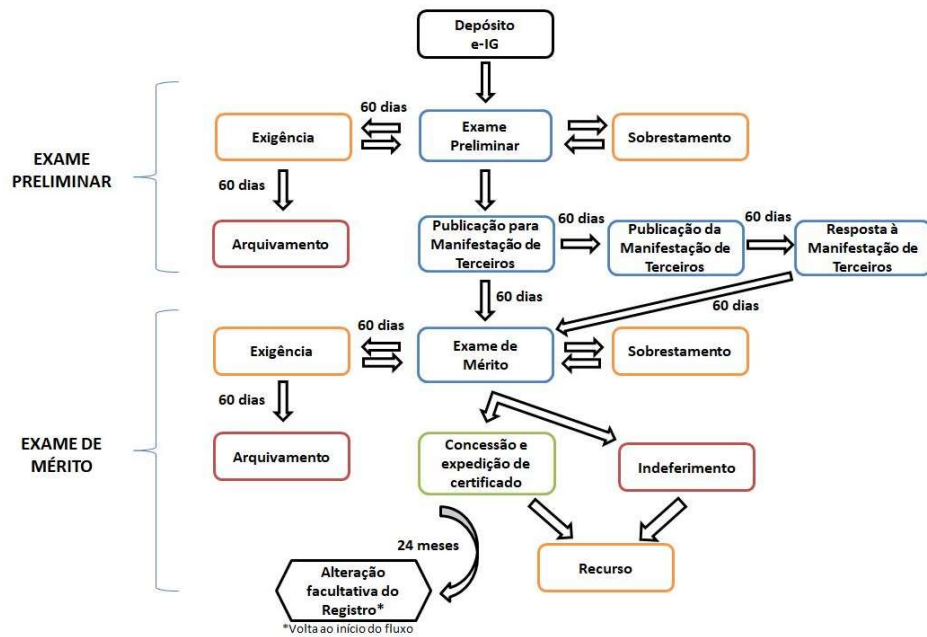 Depósito
e-IG
60 dias
Exigência
Exame
Preliminar
Sobrestamento
EXAME
PRELIMINAR
60 dias
Arquivamento
Publicação para
Manifestação de
Terceiros
60 dias
Publicação da
Manifestação de
Terceiros
60 dias
Resposta à
Manifestação de
Terceiros
60 dias
60 dias
60 dias
Exigência
Exame de
Mérito
Sobrestamento
60 dias
EXAME DE
MÉRITO
Arquivamento
Concessão e
expedição de
certificado
Indeferimento
24 meses
Recurso
Alteração
facultativa do
Registro*
*Volta ao início do fluxo